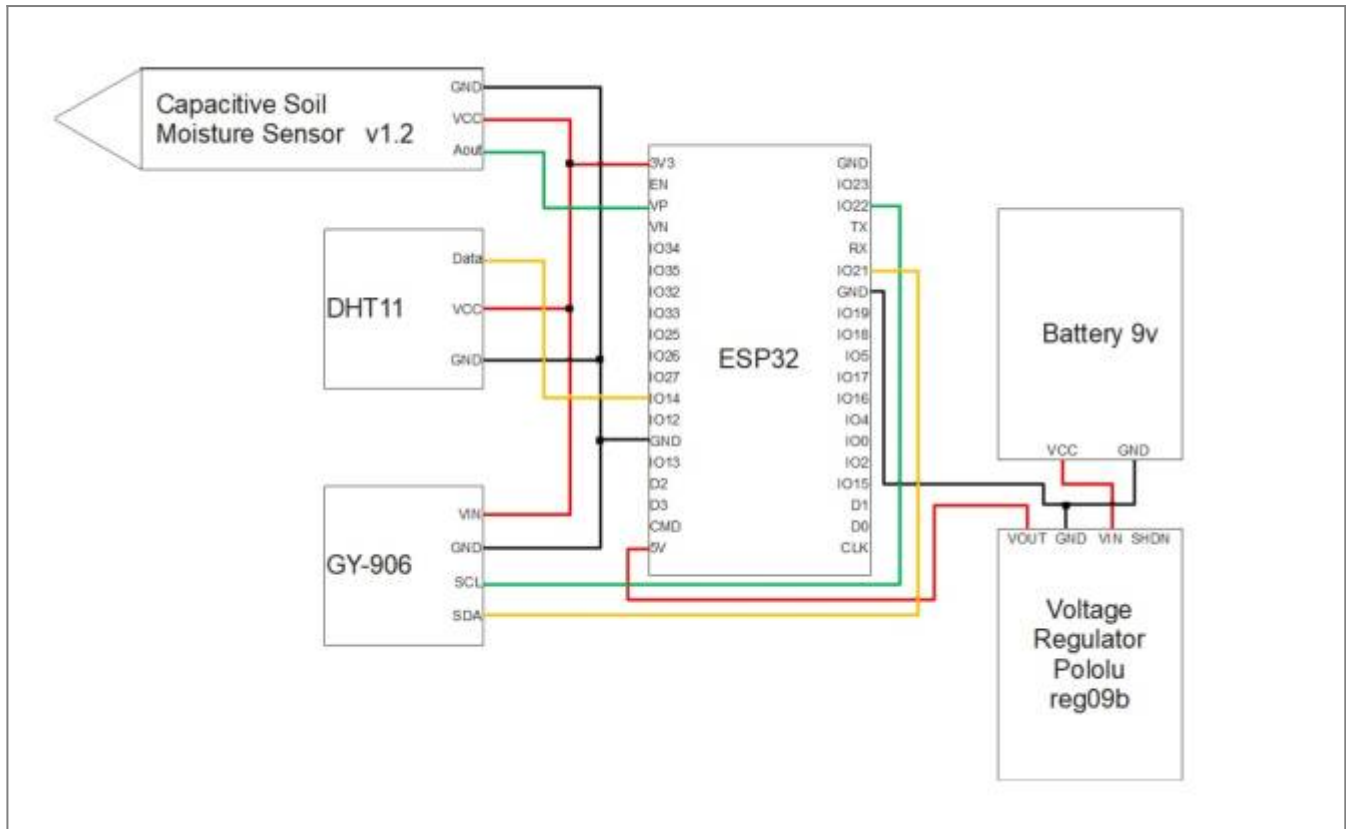 Capacitive Soil
Moisture Sensor v1.2
GND
VCC
Aout
DHT11
Data
VCC
GND
GY-906
VIN
GND
SCL
SDA
ESP32
3V3
EN
VP
VN
IO34
IO35
IO32
IO33
IO25
IO26
IO27
IO14
IO12
GND
IO13
D2
D3
CMD
5V
GND
IO23
IO22
TX
RX
IO21
GND
IO19
IO18
IO5
IO17
IO16
IO4
IO0
IO2
IO15
D1
D0
CLK
Battery 9v
VCC GND
VOUT GND VIN SHDN
Voltage
Regulator
Pololu
reg09b